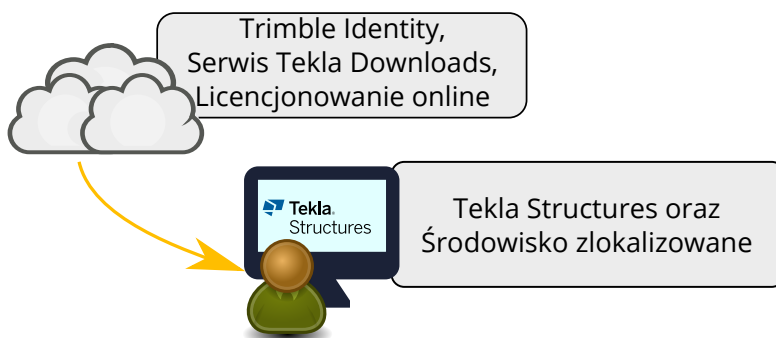 Trimble Identity,
Serwis Tekla Downloads,
Licencjonowanie online
Tekla®
Structures
Tekla Structures oraz
Środowisko zlokalizowane